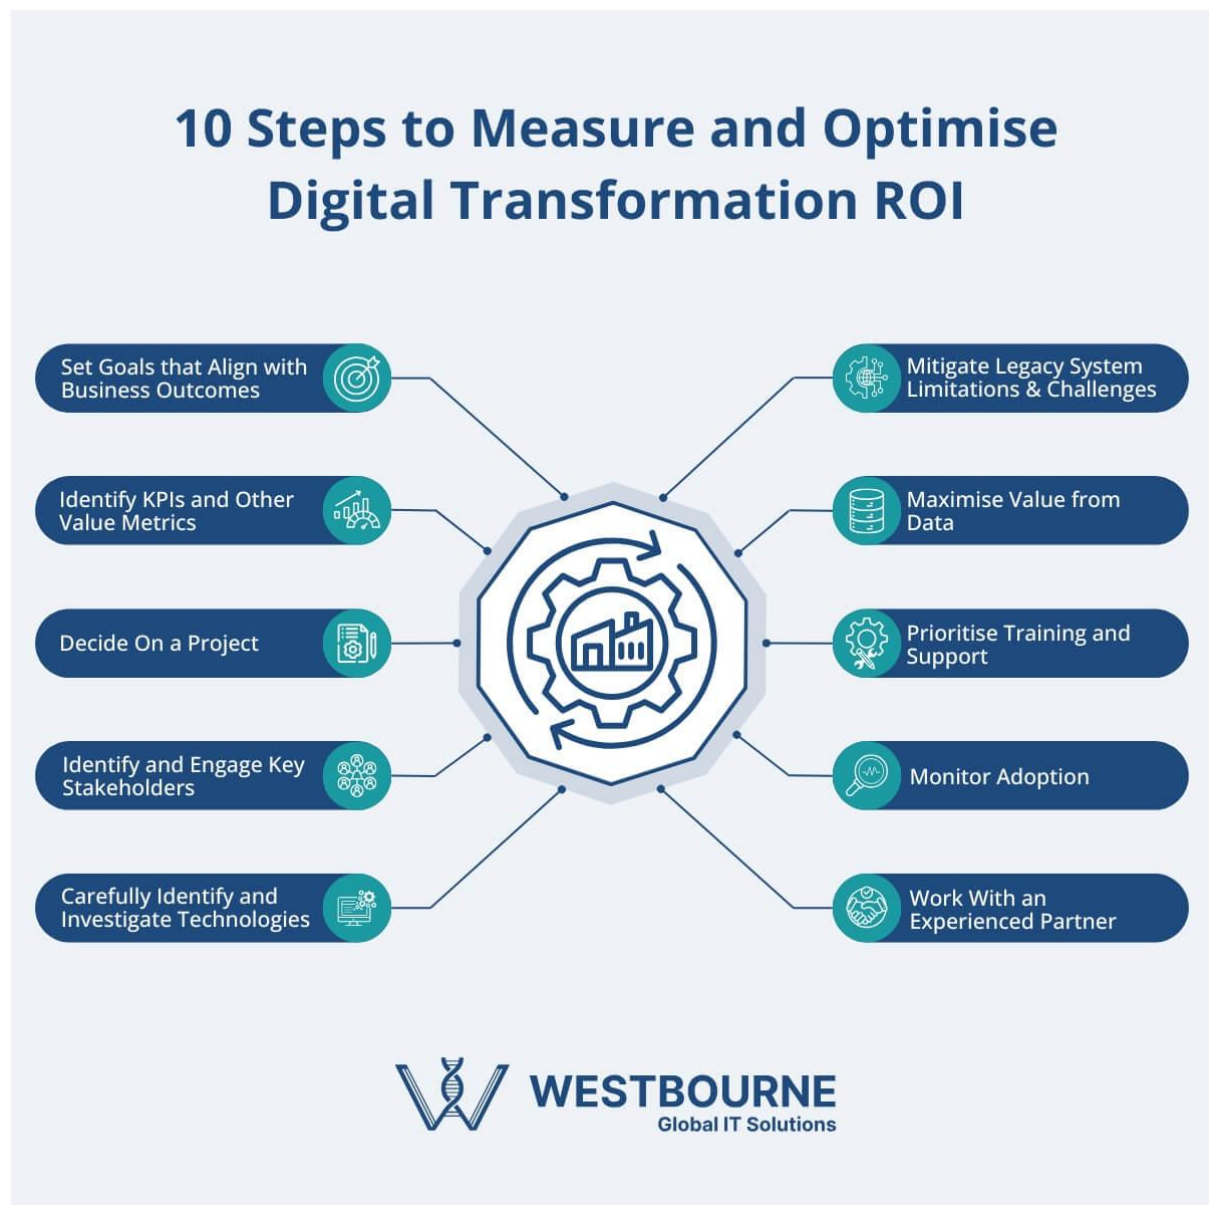 10 Steps to Measure and Optimise
Digital Transformation ROI
Set Goals that Align with
Business Outcomes
Identify KPIs and Other
Value Metrics
Decide On a Project
Identify and Engage Key
Stakeholders
Carefully Identify and
Investigate Technologies
Mitigate Legacy System
Limitations & Challenges
Maximise Value from
Data
Prioritise Training and
Support
Monitor Adoption
Work With an
Experienced Partner
WESTBOURNE
Global IT Solutions